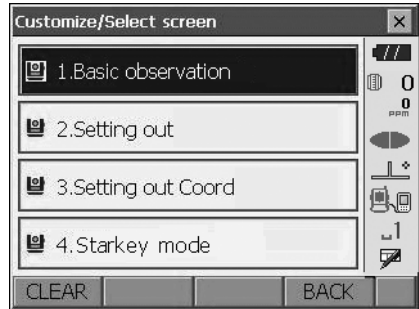 Customize/Select screen
1.Basic observation
0
0
ppm
2.Setting out
3.Setting out Coord
4.Starkey mode
1
CLEAR
BACK